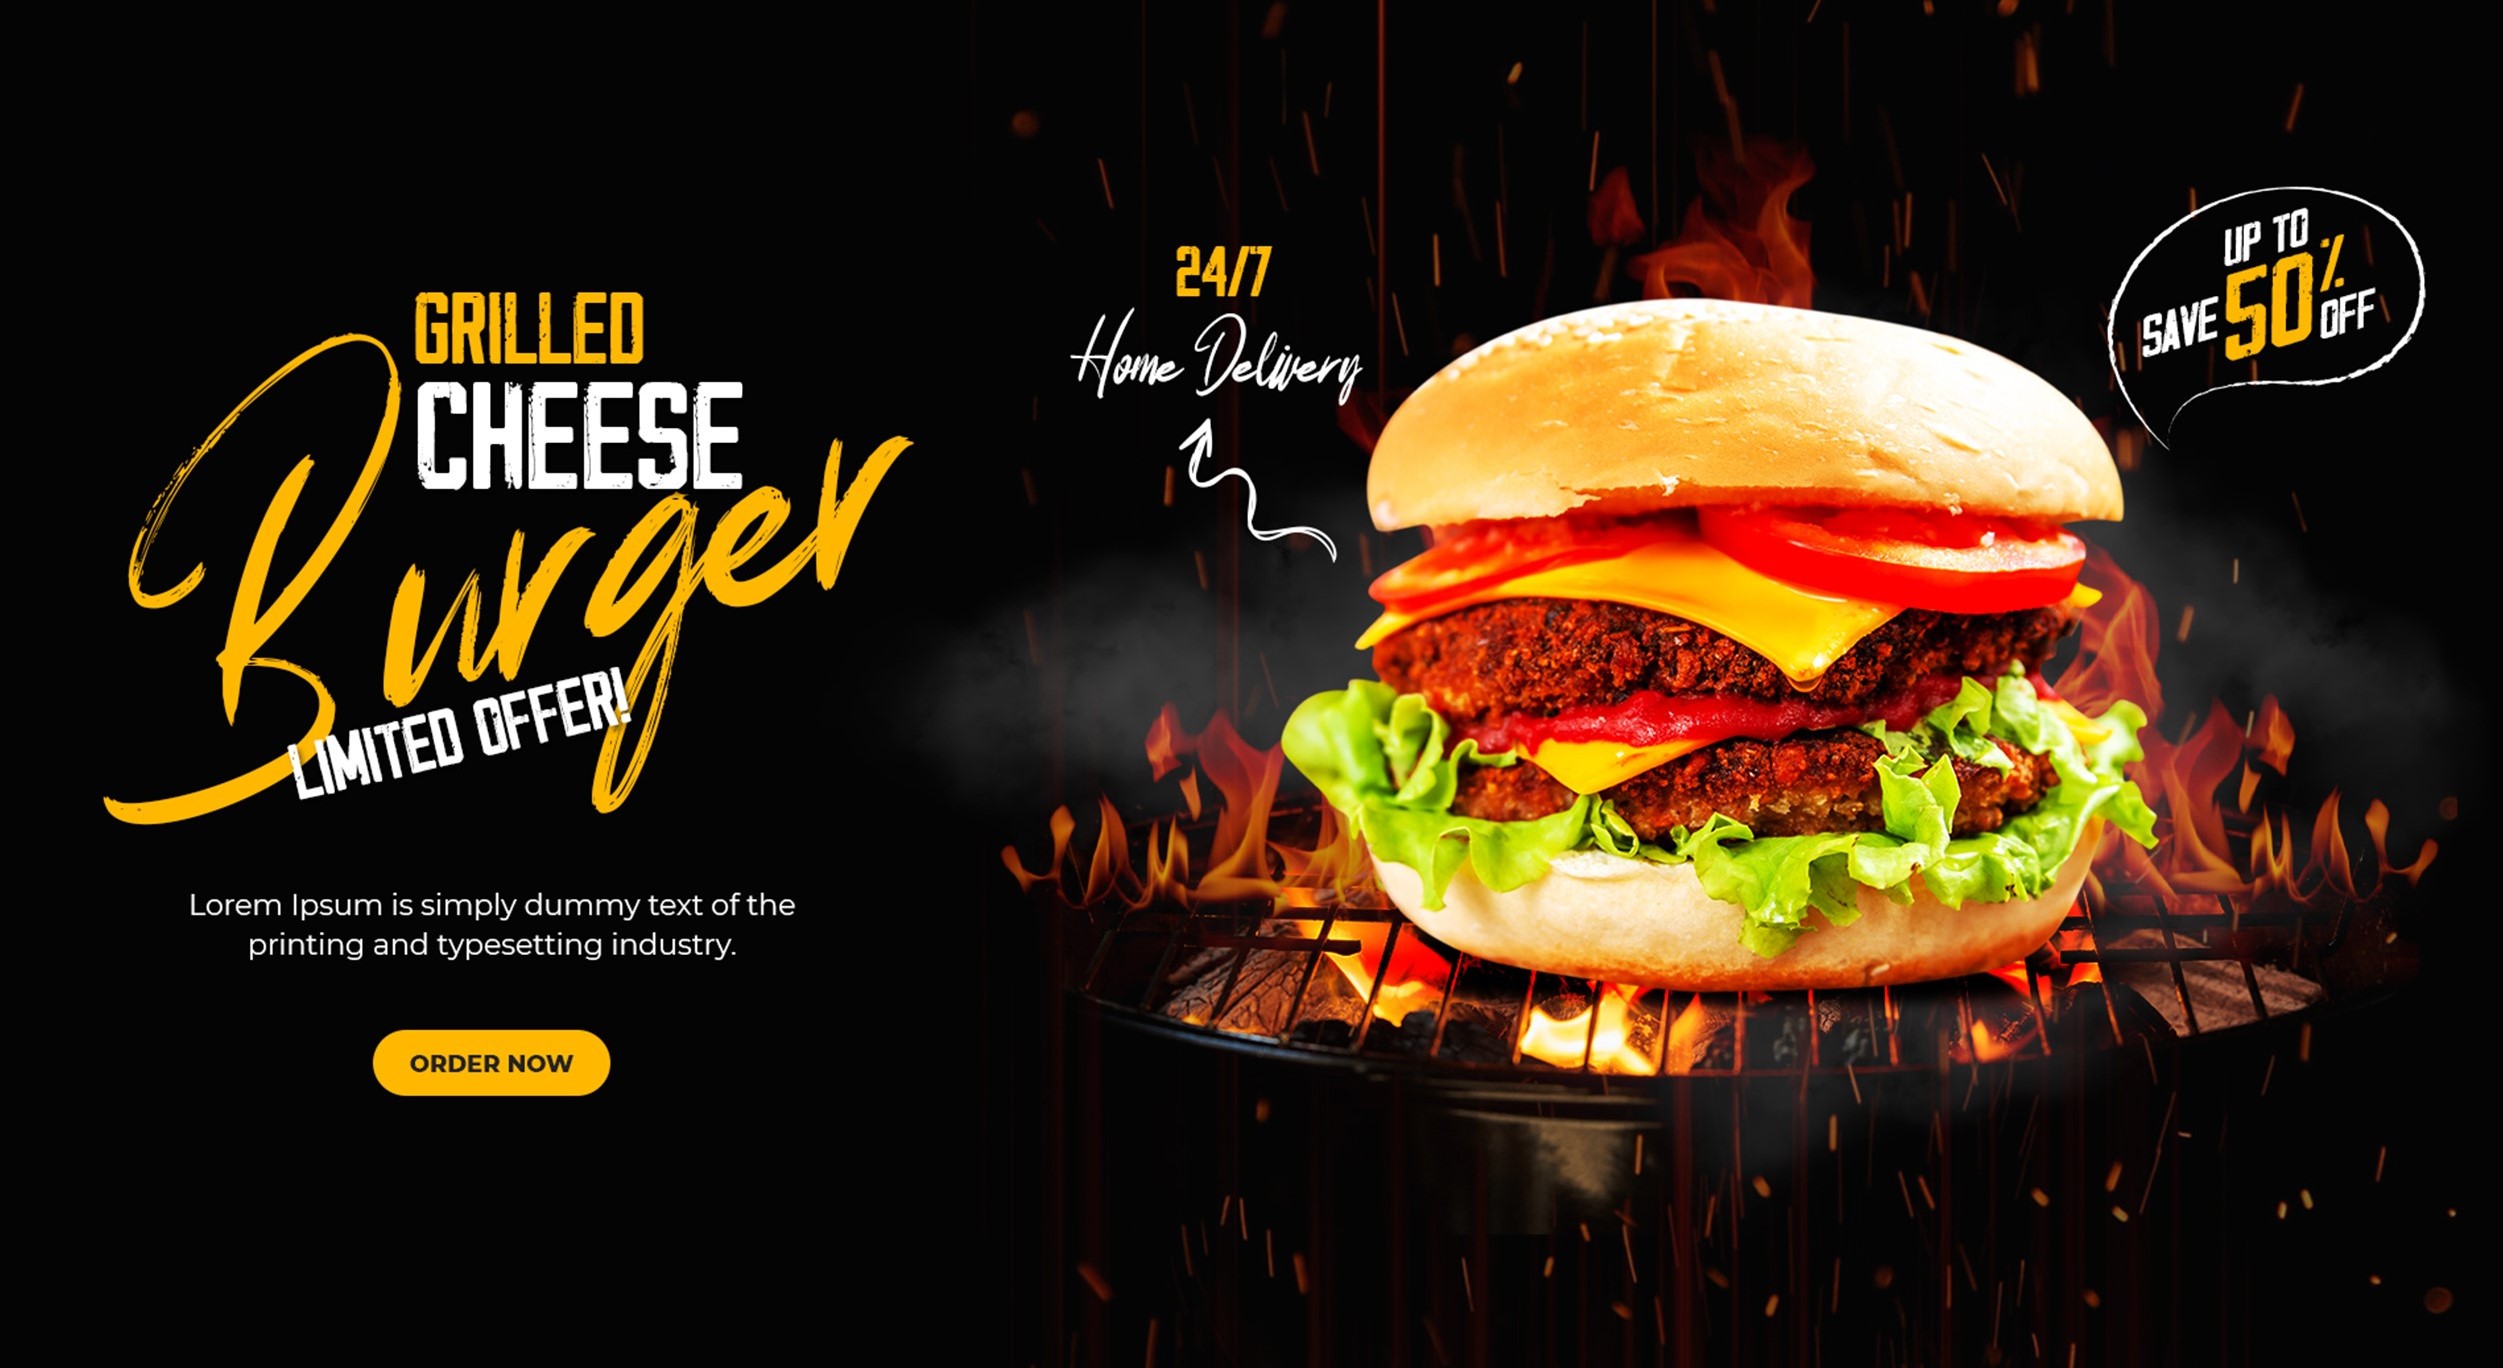 GRILLED
CHEESE
Burger
LIMITED OFFER!
Lorem Ipsum is simply dummy text of the
printing and typesetting industry.
ORDER NOW
24/7
Home Delivery
UP TO
SAVE 50% OFF